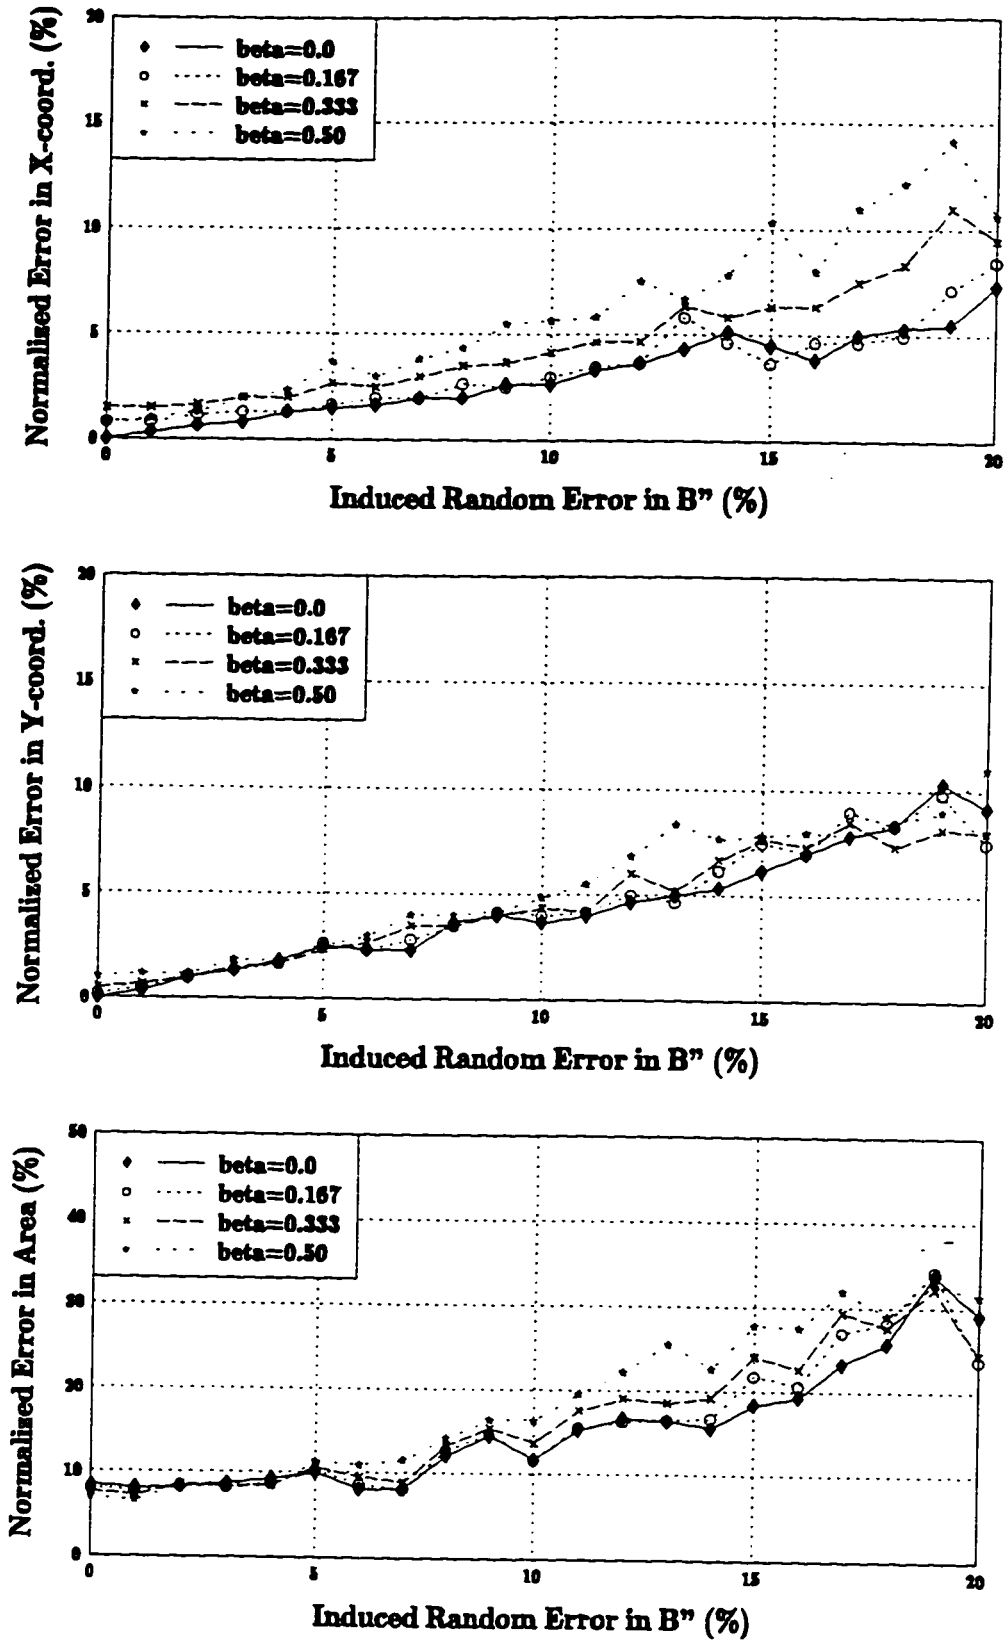 Normalized Error in X-coord. (%)
20
15
10
5
0
beta=0.0
beta=0.167
beta=0.333
beta=0.50
0 5 10 15 20
Induced Random Error in B" (%)
Normalized Error in Y-coord. (%)
20
15
10
5
0
beta=0.0
beta=0.167
beta=0.333
beta=0.50
0 5 10 15 20
Induced Random Error in B" (%)
Normalized Error in Area (%)
50
40
30
20
10
0
beta=0.0
beta=0.167
beta=0.333
beta=0.50
0 5 10 15 20
Induced Random Error in B" (%)